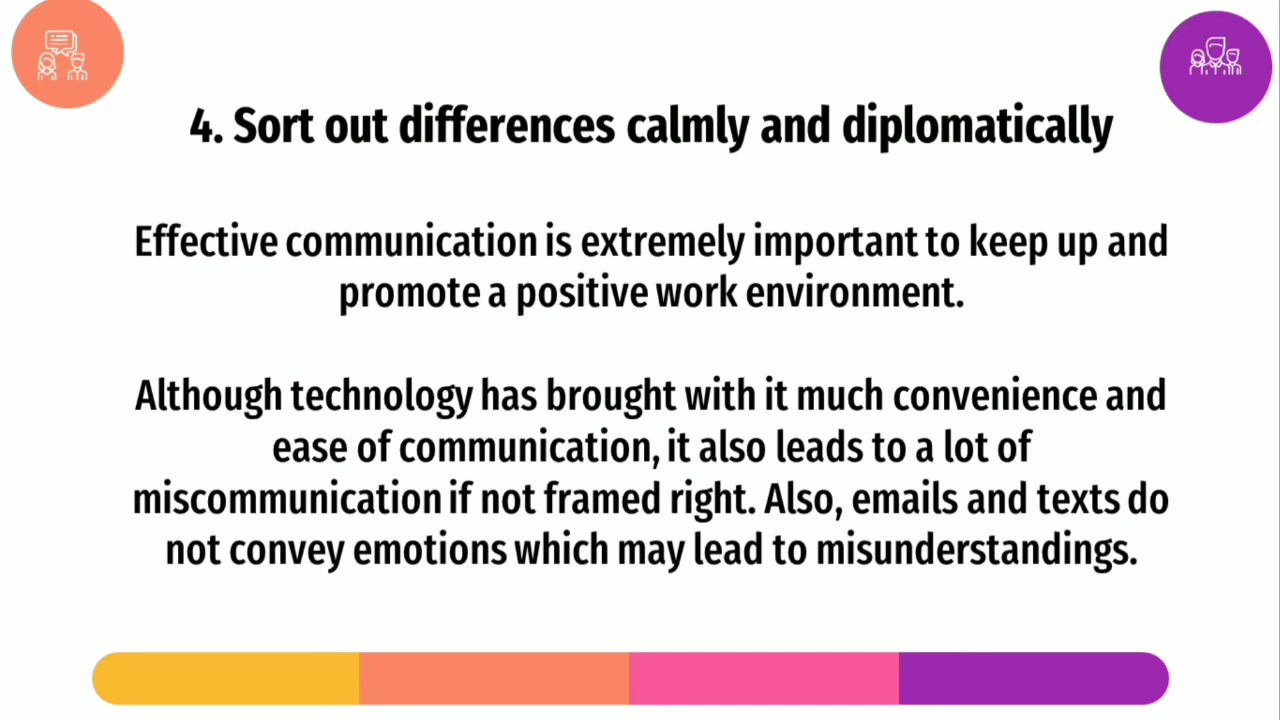 4. Sort out differences calmly and diplomatically
Effective communication is extremely important to keep up and
promote a positive work environment.
Although technology has brought with it much convenience and
ease of communication, it also leads to a lot of
miscommunication if not framed right. Also, emails and texts do
not convey emotions which may lead to misunderstandings.